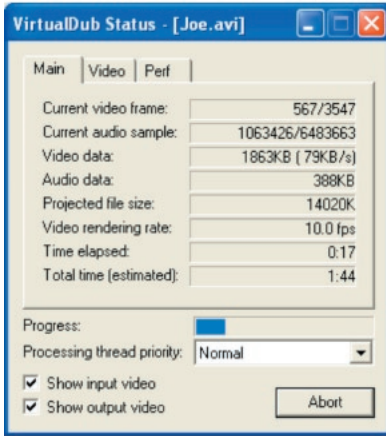 VirtualDub Status - [Joe.avi]
Main Video Perf
Current video frame: 567/3547
Current audio sample: 1063426/6483663
Video data: 1863KB ( 79KB/s)
Audio data: 388KB
Projected file size: 14020K
Video rendering rate: 10.0 fps
Time elapsed: 0:17
Total time (estimated): 1:44
Progress:
Processing thread priority: Normal
Show input video
Show output video
Abort